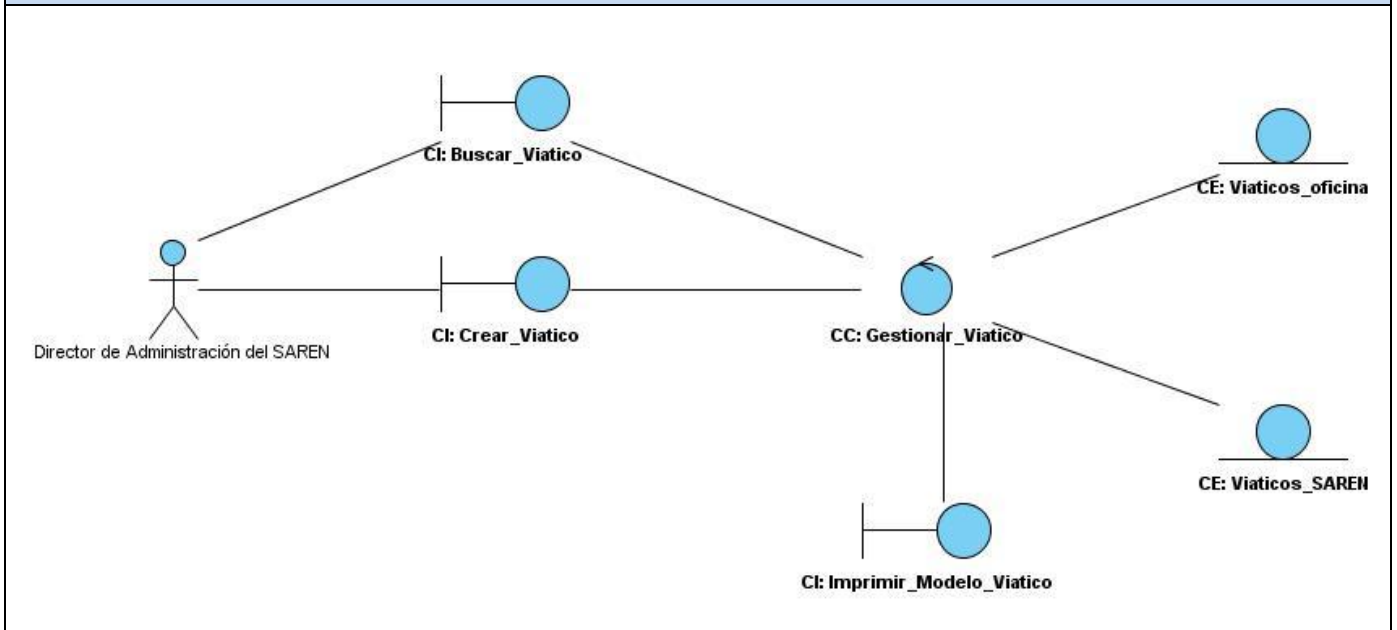 CI: Buscar_Viatico
CE: Viaticos_oficina
CI: Crear_Viatico
CC: Gestionar_Viatico
Director de Administración del SAREN
CE: Viaticos_SAREN
CI: Imprimir_Modelo_Viatico